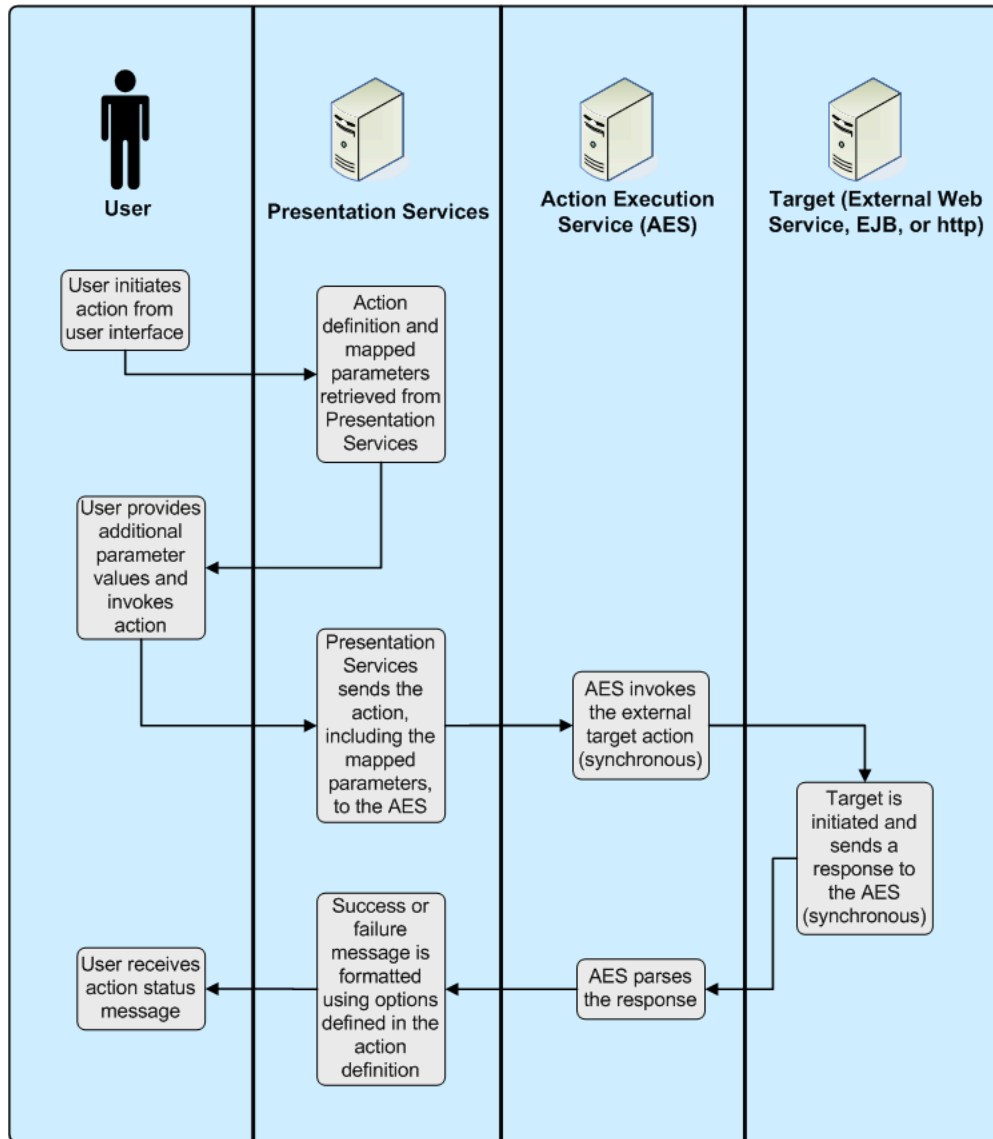 User
Presentation Services
Action Execution
Service (AES)
Target (External Web
Service, EJB, or http)
User initiates
action from
user interface
Action
definition and
mapped
parameters
retrieved from
Presentation
Services
User provides
additional
parameter
values and
invokes
action
Presentation
Services
sends the
action,
including the
mapped
parameters,
to the AES
AES invokes
the external
target action
(synchronous)
Target is
initiated and
sends a
response to
the AES
(synchronous)
AES parses
the response
Success or
failure
message is
formatted
using options
defined in the
action
definition
User receives
action status
message